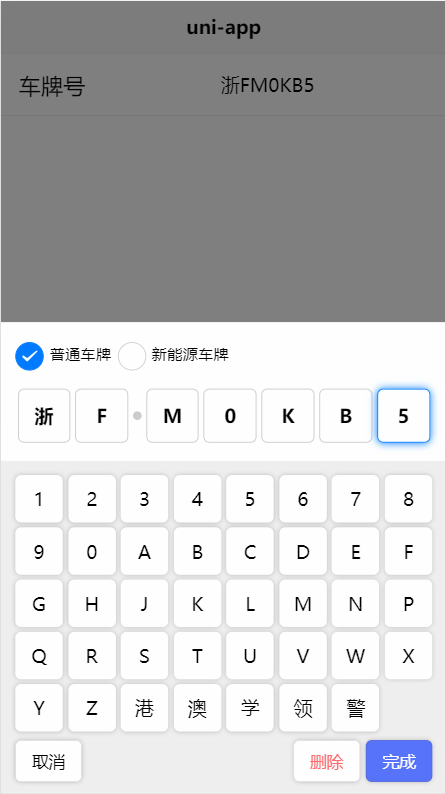 uni-app
车牌号 浙FM0KB5
普通车牌 新能源车牌
浙 F M 0 K B 5
1 2 3 4 5 6 7 8
9 0 A B C D E F
G H J K L M N P
Q R S T U V W X
Y Z 港 澳 学 领 警
取消 删除 完成